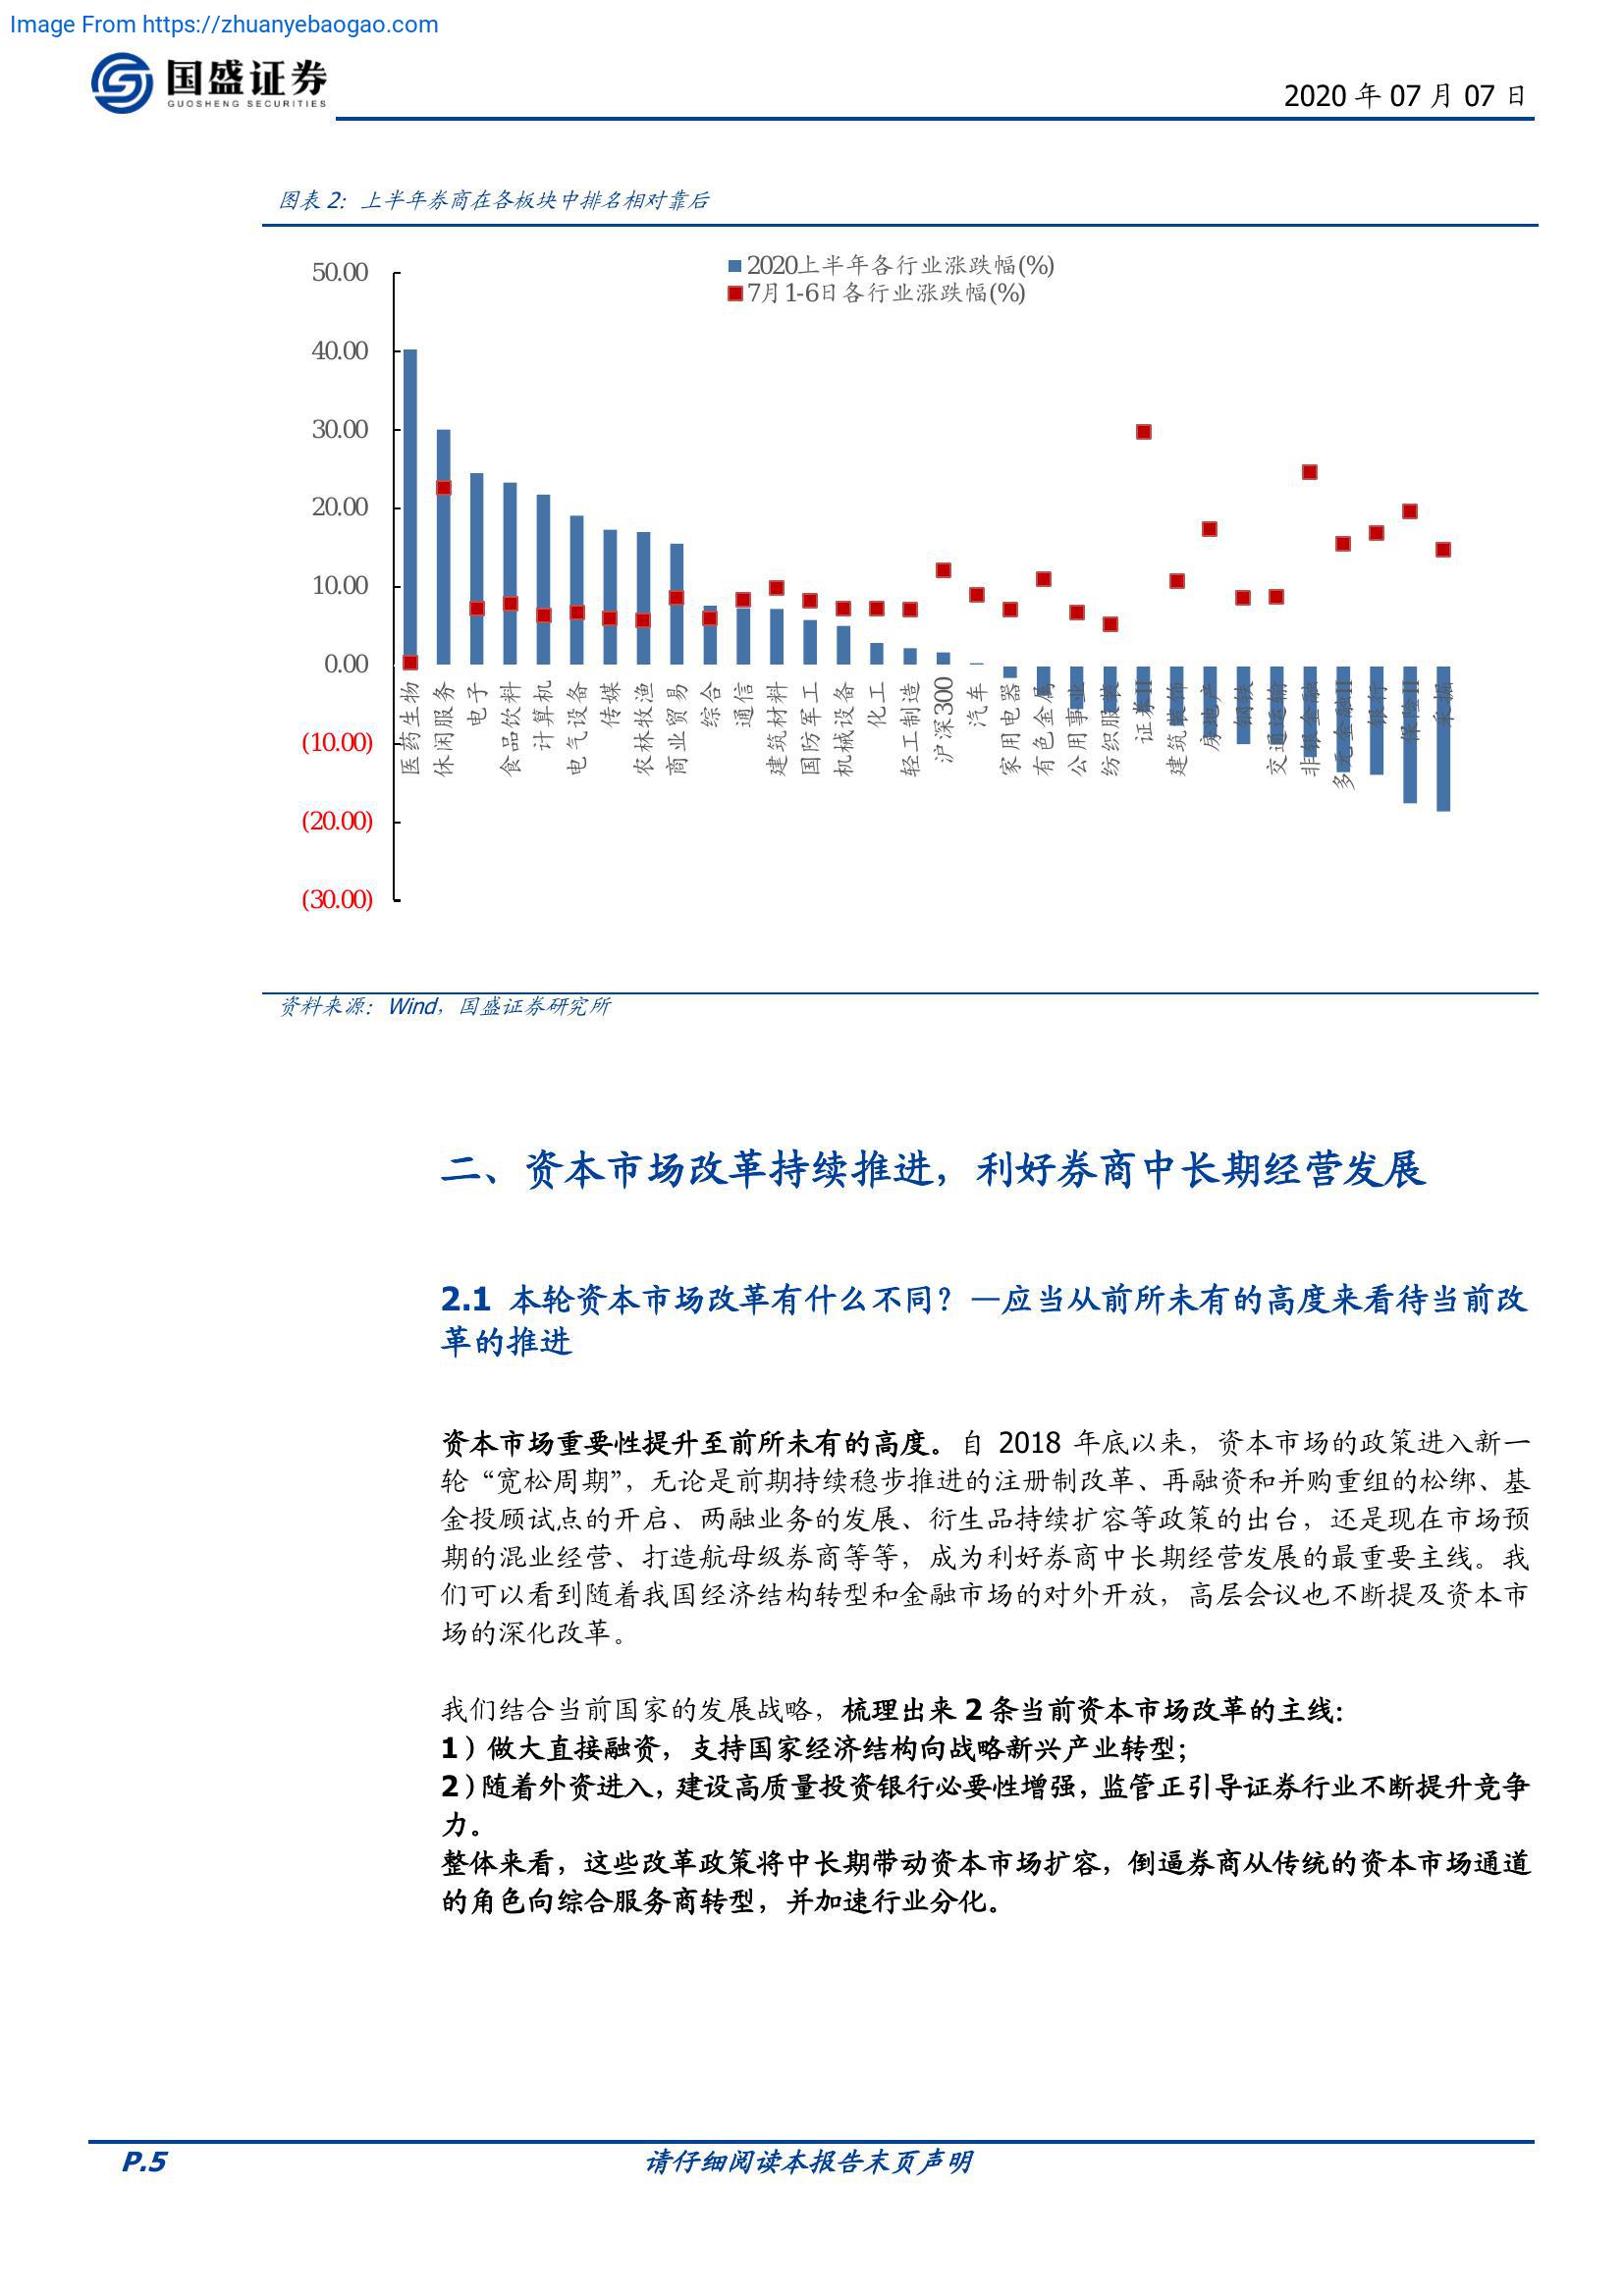 Image From https://zhuanyebaogao.com
国盛证券
GUOSHENG SECURITIES
2020 年 07 月 07 日
图表 2：上半年券商在各板块中排名相对靠后
2020上半年各行业涨跌幅(%)
7月1-6日各行业涨跌幅(%)
50.00
40.00
30.00
20.00
10.00
0.00
(10.00)
(20.00)
(30.00)
医药生物
休闲服务
电子
食品饮料
计算机
电气设备
传媒
农林牧渔
商业贸易
综合
通信
建筑材料
国防军工
机械设备
化工
轻工制造
沪深300
汽车
家用电器
有色金属
公用事业
纺织服装
证券II
建筑装饰
房地产
钢铁
交通运输
非银金融
多元金融II
银行
保险II
采掘
资料来源：Wind，国盛证券研究所
二、资本市场改革持续推进，利好券商中长期经营发展
2.1 本轮资本市场改革有什么不同？—应当从前所未有的高度来看待当前改
革的推进
资本市场重要性提升至前所未有的高度。自 2018 年底以来，资本市场的政策进入新一
轮“宽松周期”，无论是前期持续稳步推进的注册制改革、再融资和并购重组的松绑、基
金投顾试点的开启、两融业务的发展、衍生品持续扩容等政策的出台，还是现在市场预
期的混业经营、打造航母级券商等等，成为利好券商中长期经营发展的最重要主线。我
们可以看到随着我国经济结构转型和金融市场的对外开放，高层会议也不断提及资本市
场的深化改革。
我们结合当前国家的发展战略，梳理出来 2 条当前资本市场改革的主线：
1）做大直接融资，支持国家经济结构向战略新兴产业转型；
2）随着外资进入，建设高质量投资银行必要性增强，监管正引导证券行业不断提升竞争
力。
整体来看，这些改革政策将中长期带动资本市场扩容，倒逼券商从传统的资本市场通道
的角色向综合服务商转型，并加速行业分化。
P.5
请仔细阅读本报告末页声明